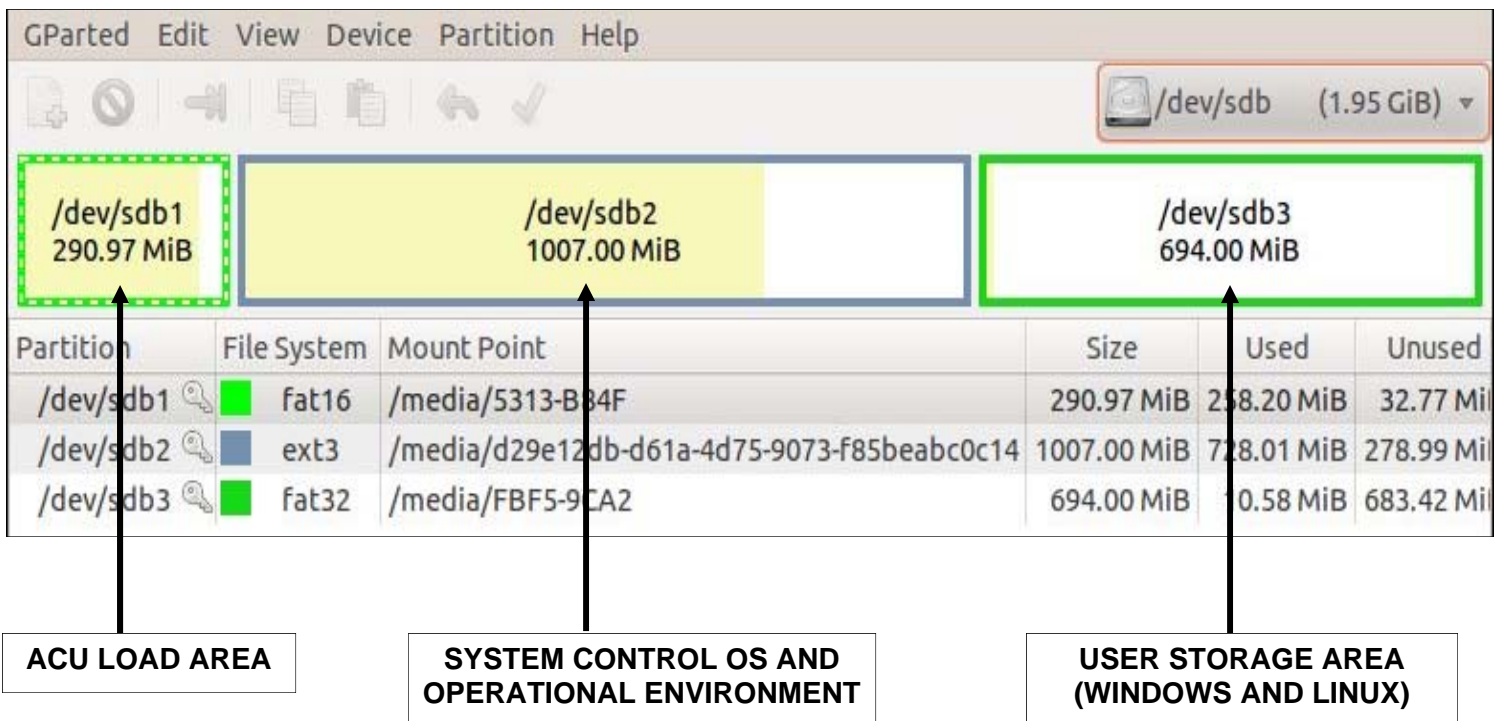 GParted Edit View Device Partition Help
/dev/sdb (1.95 GiB)
/dev/sdb1
290.97 MiB
/dev/sdb2
1007.00 MiB
/dev/sdb3
694.00 MiB
Partition File System Mount Point Size Used Unused
/dev/sdb1 fat16 290.97 MiB 258.20 MiB 32.77 Mi
/dev/sdb2 ext3 /media/d29e12db-d61a-4d75-9073-f85beabc0c14 1007.00 MiB 728.01 MiB 278.99 Mi
/dev/sdb3 fat32 /media/FBF5-9CA2 694.00 MiB 10.58 MiB 683.42 Mi
ACU LOAD AREA
SYSTEM CONTROL OS AND
OPERATIONAL ENVIRONMENT
USER STORAGE AREA
(WINDOWS AND LINUX)